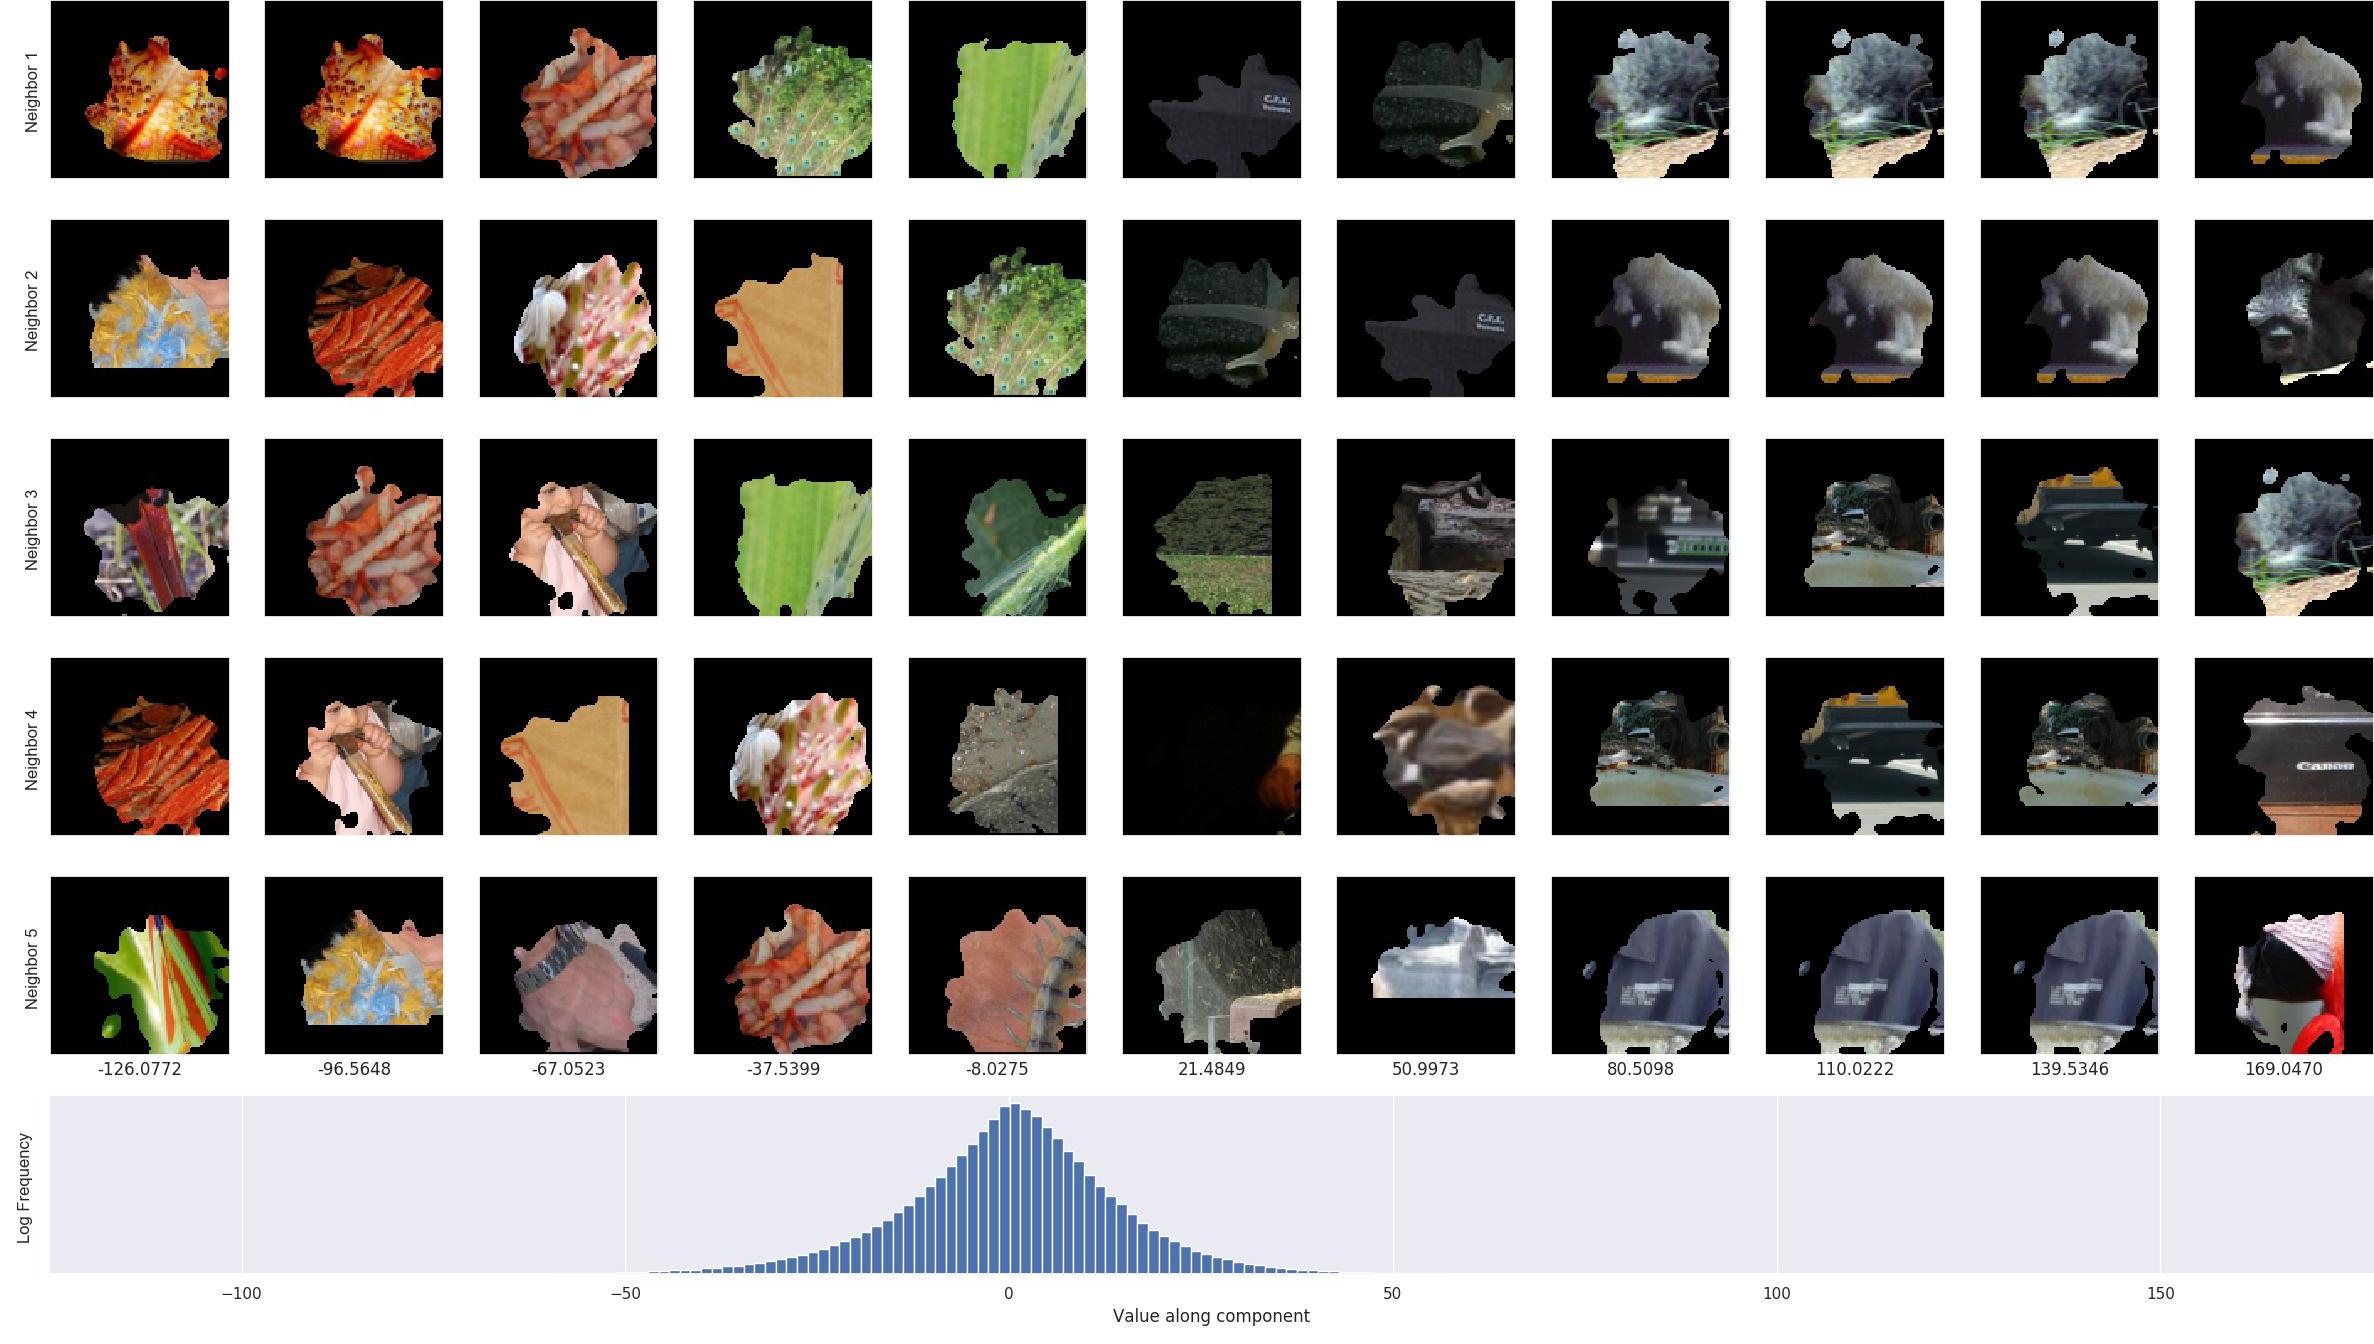 Neighbor 1
C.F.E.
Neighbor 2
C.F.E.
Neighbor 3
Neighbor 4
Canon
Neighbor 5
-126.0772
-96.5648
-67.0523
-37.5399
-8.0275
21.4849
50.9973
80.5098
110.0222
139.5346
169.0470
Log Frequency
−100
−50
0
50
100
150
Value along component